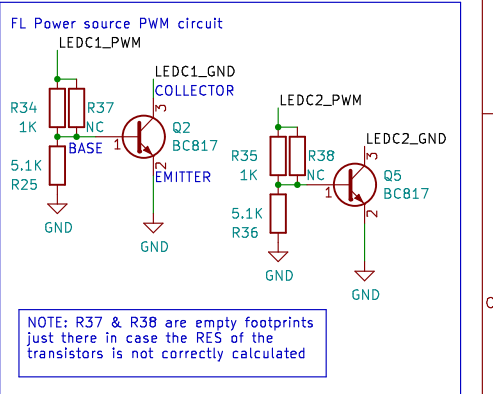 FL Power source PWM circuit
LEDC1_PWM
LEDC1_GND
COLLECTOR
3
R34
R37
1K
NC
Q2
BC817
BASE
1
2
5.1K
R25
EMITTER
GND
GND
LEDC2_PWM
LEDC2_GND
3
R35
R38
1K
NC
Q5
BC817
1
2
5.1K
R36
GND
GND
NOTE: R37 & R38 are empty footprints
just there in case the RES of the
transistors is not correctly calculated